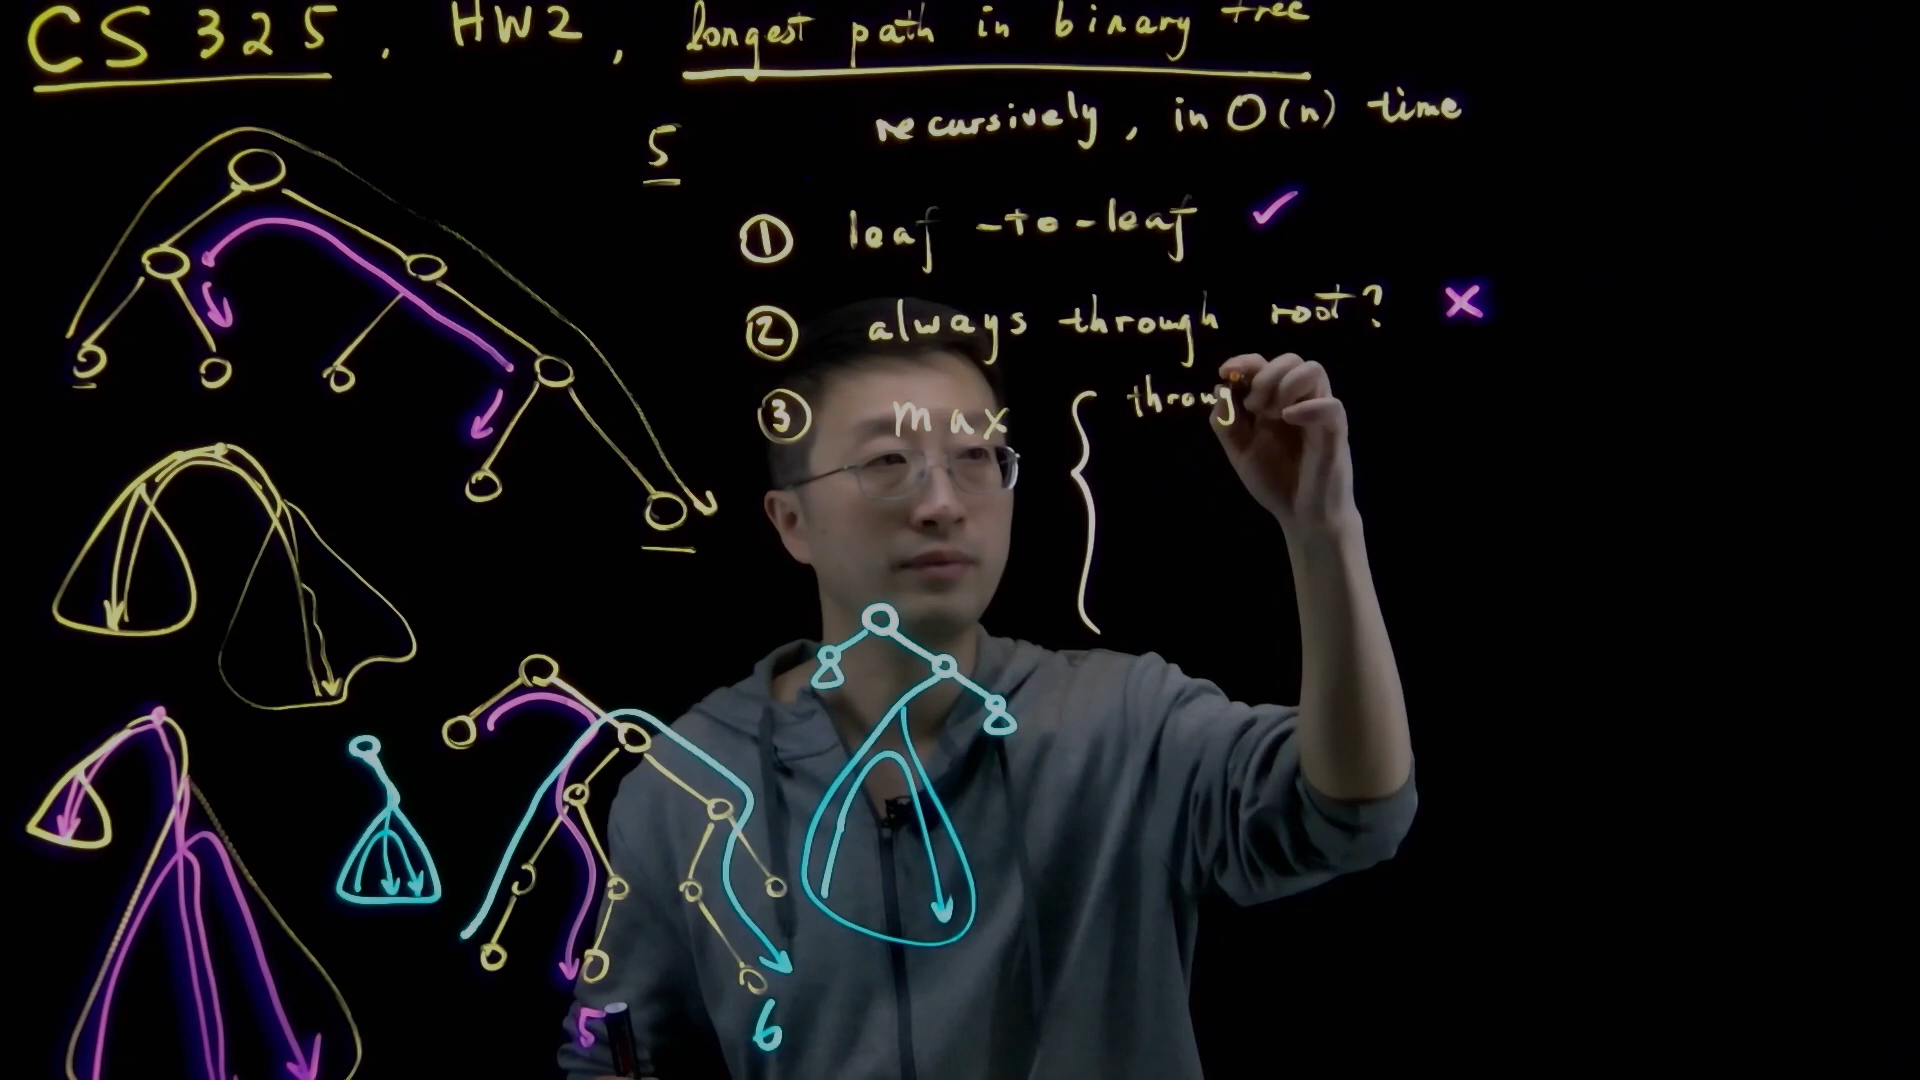 CS 325 . HW2 , longest path in binary tree
recursively , in O(n) time
5
① leaf -to- leaf ✓
② always through root? ✗
③ max { throug
5
6